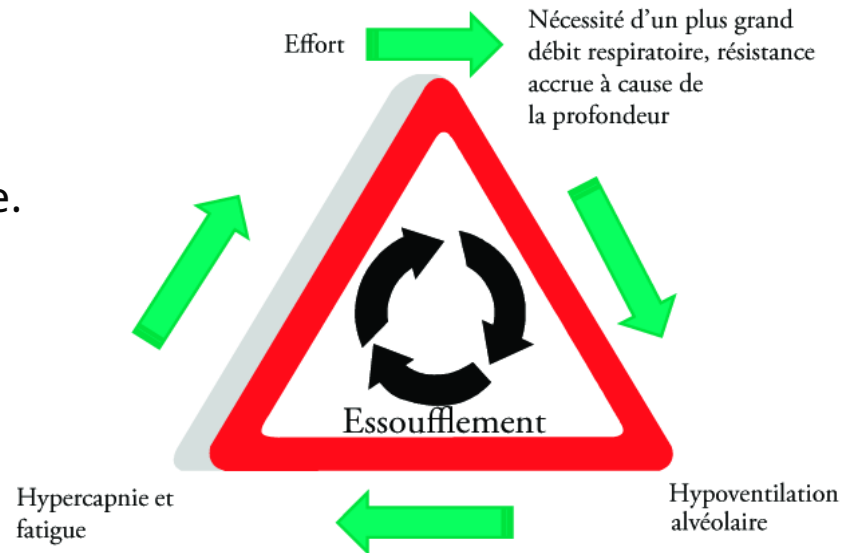 Effort
Nécessité d'un plus grand
débit respiratoire, résistance
accrue à cause de
la profondeur
e.
Essoufflement
Hypercapnie et
fatigue
Hypoventilation
alvéolaire